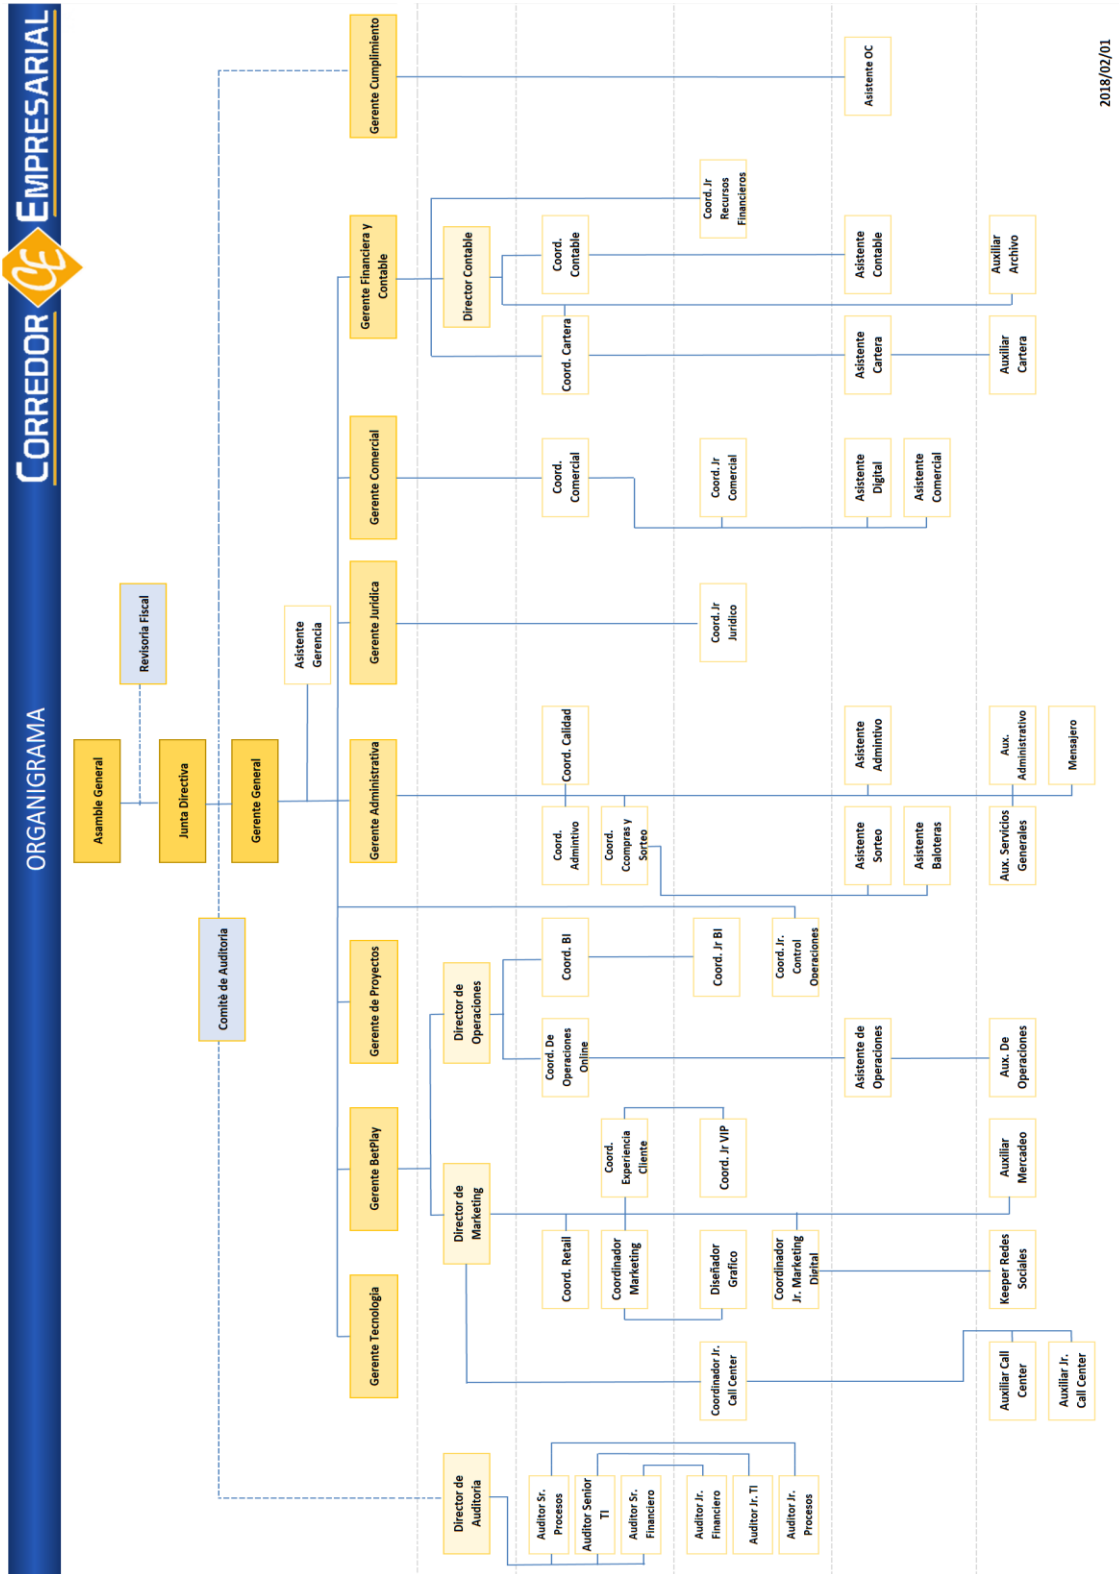 ORGANIGRAMA
CORREDOR CE EMPRESARIAL
Asamble General
Revisoria Fiscal
Junta Directiva
Comitè de Auditoria
Gerente General
Asistente
Gerencia
Gerente Tecnología
Gerente BetPlay
Gerente de Proyectos
Gerente Administrativa
Gerente Jurídica
Gerente Comercial
Gerente Financiera y
Contable
Gerente Cumplimiento
Director de
Auditoria
Director de
Marketing
Director de
Operaciones
Director Contable
Auditor Sr.
Procesos
Auditor Senior
TI
Auditor Sr.
Financiero
Coord. Retail
Coordinador
Marketing
Coord.
Experiencia
Cliente
Coord. De
Operaciones
Online
Coord. BI
Coord.
Admintivo
Coord. Calidad
Coord.
Ccompras y
Sorteo
Coord.
Comercial
Coord. Cartera
Coord.
Contable
Auditor Jr.
Financiero
Auditor Jr. TI
Auditor Jr.
Procesos
Coordinador Jr.
Call Center
Diseñador
Grafico
Coordinador
Jr. Marketing
Digital
Coord. Jr VIP
Coord. Jr BI
Coord. Jr.
Control
Operaciones
Coord. Jr
Juridico
Coord. Jr
Comercial
Coord. Jr
Recursos
Financieros
Asistente de
Operaciones
Asistente
Sorteo
Asistente
Baloteras
Asistente
Admintivo
Asistente
Digital
Asistente
Comercial
Asistente
Cartera
Asistente
Contable
Asistente OC
Auxiliar Call
Center
Auxiliar Jr.
Call Center
Keeper Redes
Sociales
Auxiliar
Mercadeo
Aux. De
Operaciones
Aux. Servicios
Generales
Aux.
Administrativo
Mensajero
Auxiliar
Cartera
Auxiliar
Archivo
2018/02/01